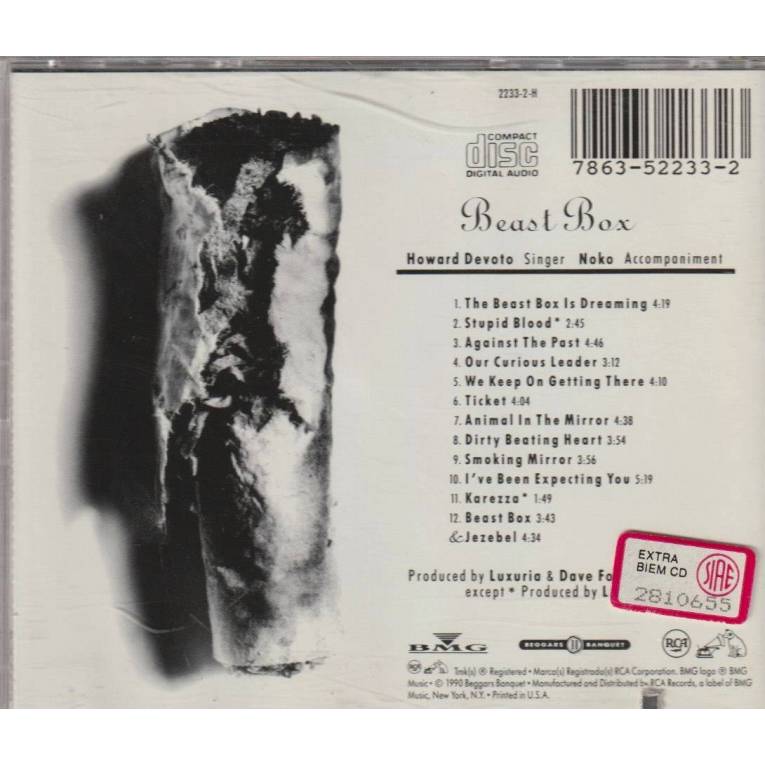 2233-2-H
COMPACT
disc
DIGITAL AUDIO
7863-52233-2
Beast Box
Howard Devoto Singer Noko Accompaniment
1. The Beast Box Is Dreaming 4:19
2. Stupid Blood* 2:45
3. Against The Past 4:46
4. Our Curious Leader 3:12
5. We Keep On Getting There 4:10
6. Ticket 4:04
7. Animal In The Mirror 4:38
8. Dirty Beating Heart 3:54
9. Smoking Mirror 3:56
10. I've Been Expecting You 5:19
11. Karezza* 1:49
12. Beast Box 3:43
& Jezebel 4:34
EXTRA
BIEM CD
SIAE
2810655
Produced by Luxuria & Dave
except * Produced by
BMG
BEGGARS BANQUET
RCA
Tmk(s) ® Registered • Marca(s) Registrada(s) RCA Corporation. BMG logo ® BMG
Music • © 1990 Beggars Banquet • Manufactured and Distributed by RCA Records, a label of BMG
Music, New York, N.Y. • Printed in U.S.A.